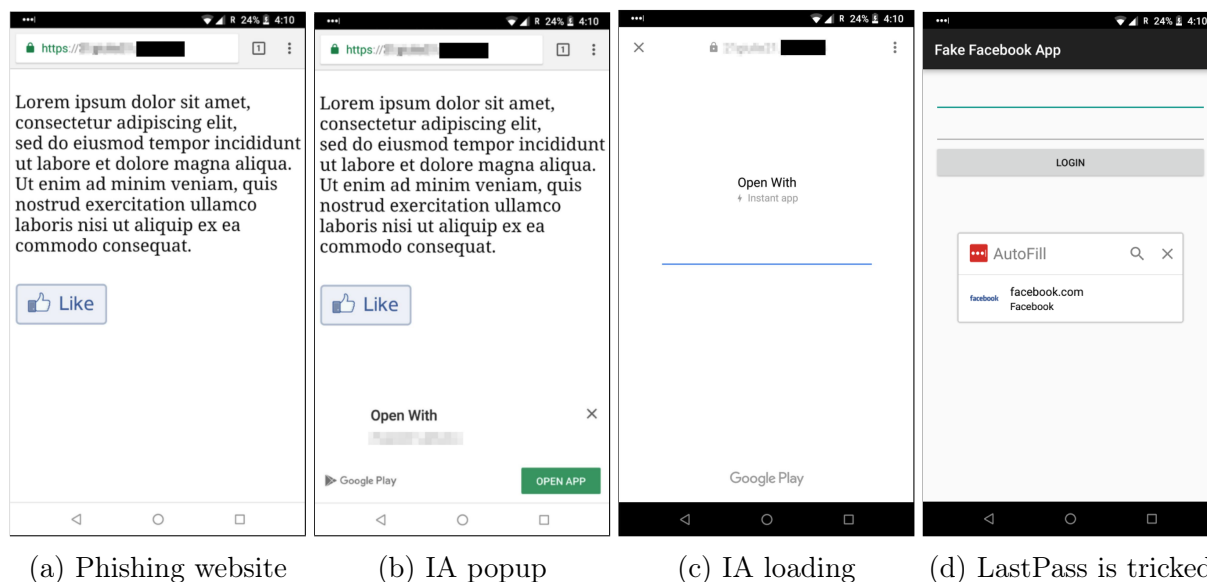 R 24% 4:10
https://
1
Lorem ipsum dolor sit amet,
consectetur adipiscing elit,
sed do eiusmod tempor incididunt
ut labore et dolore magna aliqua.
Ut enim ad minim veniam, quis
nostrud exercitation ullamco
laboris nisi ut aliquip ex ea
commodo consequat.
Like
(a) Phishing website
R 24% 4:10
https://
1
Lorem ipsum dolor sit amet,
consectetur adipiscing elit,
sed do eiusmod tempor incididunt
ut labore et dolore magna aliqua.
Ut enim ad minim veniam, quis
nostrud exercitation ullamco
laboris nisi ut aliquip ex ea
commodo consequat.
Like
Open With
Google Play
OPEN APP
(b) IA popup
R 24% 4:10
Open With
Instant app
Google Play
(c) IA loading
R 24% 4:10
Fake Facebook App
LOGIN
AutoFill
facebook
facebook.com
Facebook
(d) LastPass is tricked